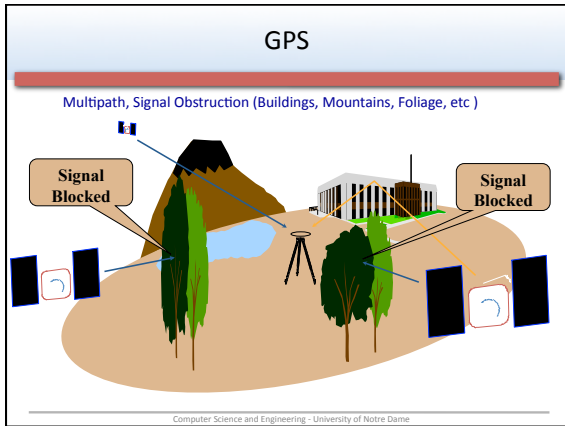 GPS
Multipath, Signal Obstruction (Buildings, Mountains, Foliage, etc )
Signal
Blocked
Signal
Blocked
Computer Science and Engineering - University of Notre Dame